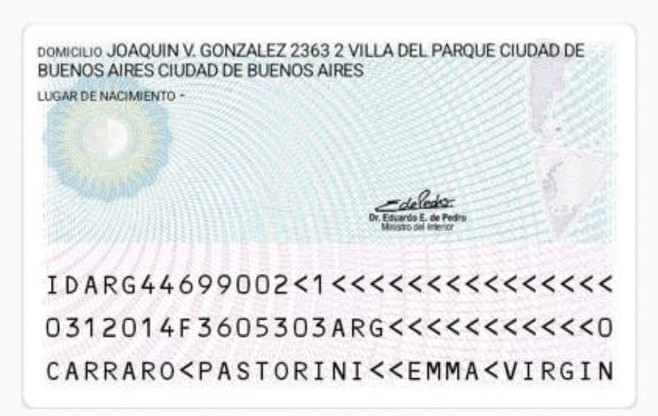 DOMICILIO JOAQUIN V. GONZALEZ 2363 2 VILLA DEL PARQUE CIUDAD DE
BUENOS AIRES CIUDAD DE BUENOS AIRES
LUGAR DE NACIMIENTO -
EdePedro.
Dr. Eduardo E. de Pedro
Ministro del Interior
IDARG44699002<1<<<<<<<<<<<<<<<
0312014F3605303ARG<<<<<<<<<<<0
CARRARO<PASTORINI<<EMMA<VIRGIN